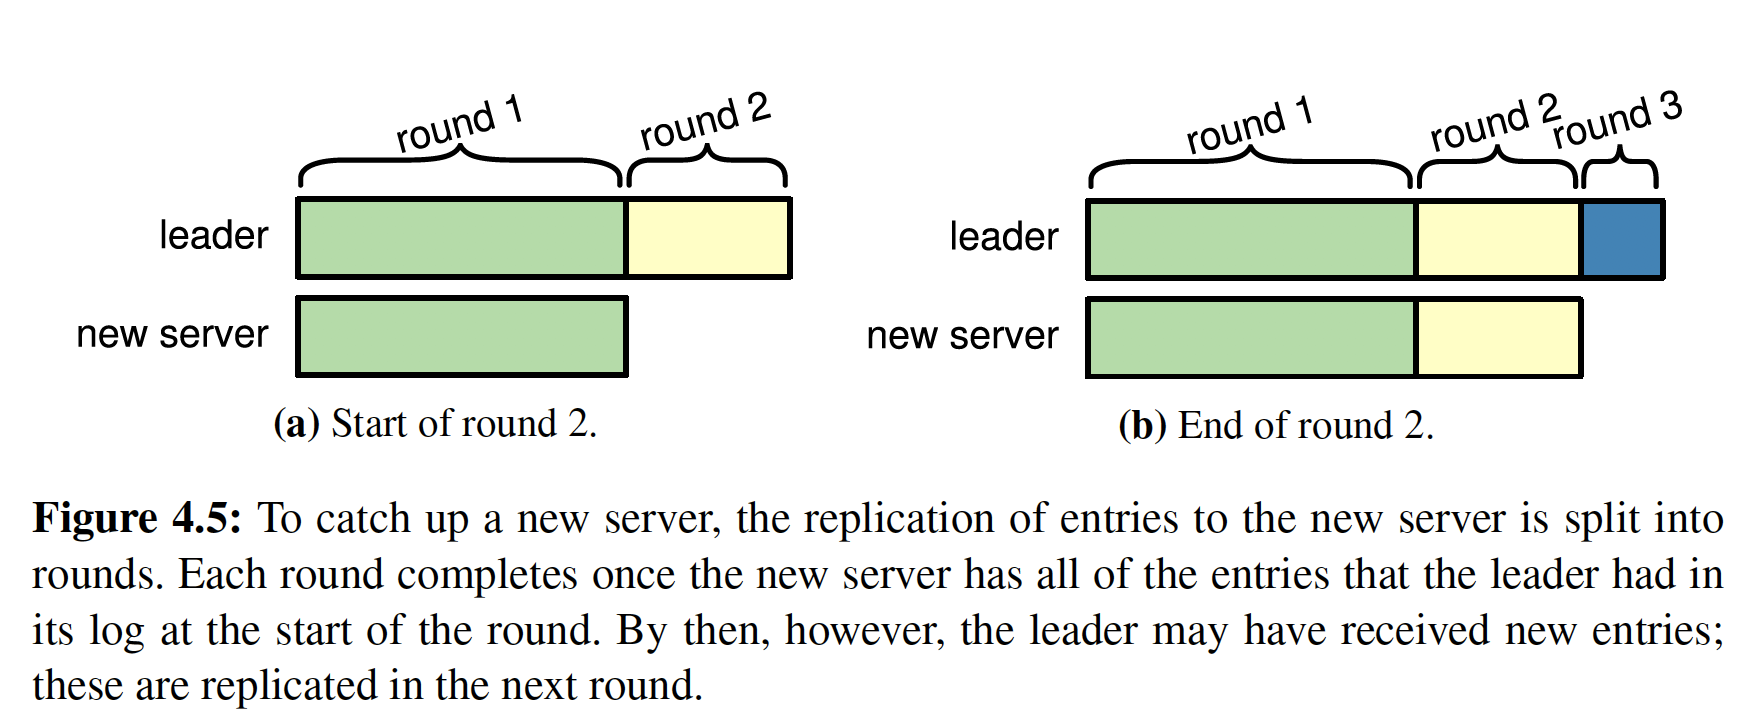 round 1
round 2
leader
new server
(a) Start of round 2.
round 1
round 2
round 3
leader
new server
(b) End of round 2.
Figure 4.5: To catch up a new server, the replication of entries to the new server is split into
rounds. Each round completes once the new server has all of the entries that the leader had in
its log at the start of the round. By then, however, the leader may have received new entries;
these are replicated in the next round.